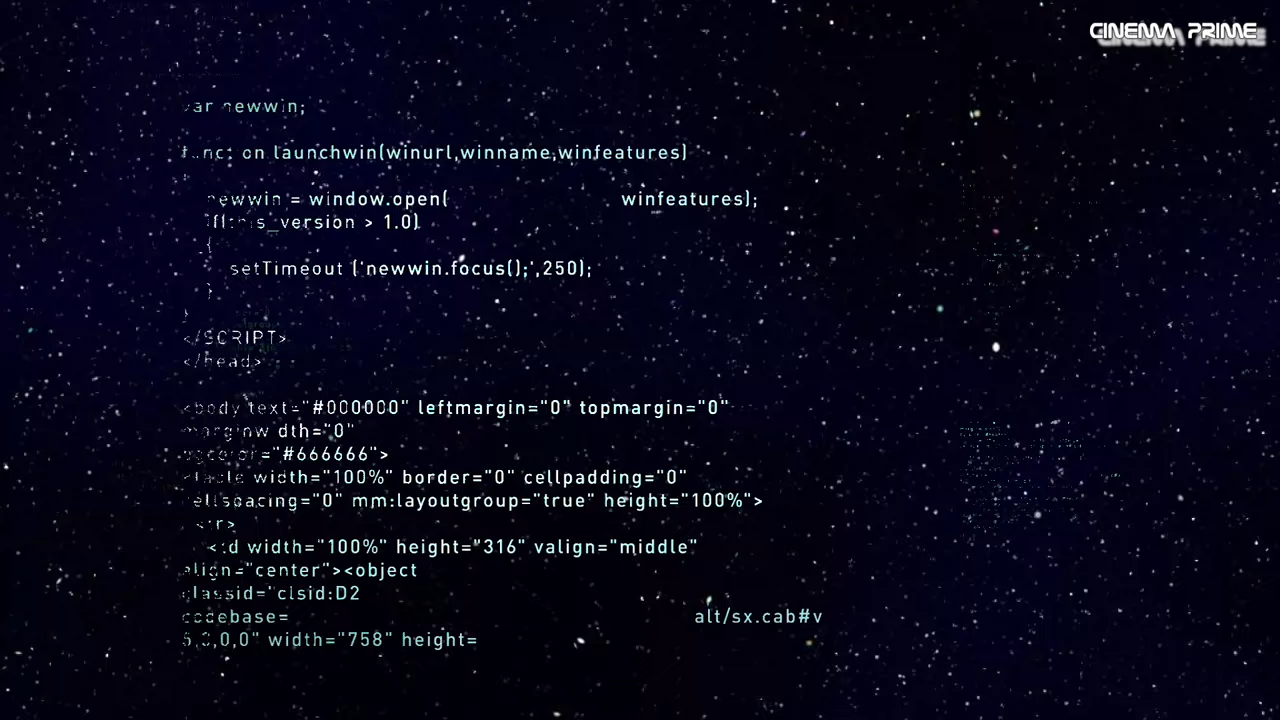 CINEMA PRIME
var newwin;
function launchwin(winurl,winname,winfeatures)
newwin = window.open( winfeatures);
if(this_version > 1.0)
{
setTimeout ('newwin.focus();',250);
}
}
</SCRIPT>
</head>
<body text="#000000" leftmargin="0" topmargin="0"
marginwidth="0"
bgcolor="#666666">
<table width="100%" border="0" cellpadding="0"
cellspacing="0" mm:layoutgroup="true" height="100%">
<tr>
<td width="100%" height="316" valign="middle"
align="center"><object
classid="clsid:D2
codebase= alt/sx.cab#v
5,0,0,0" width="758" height=